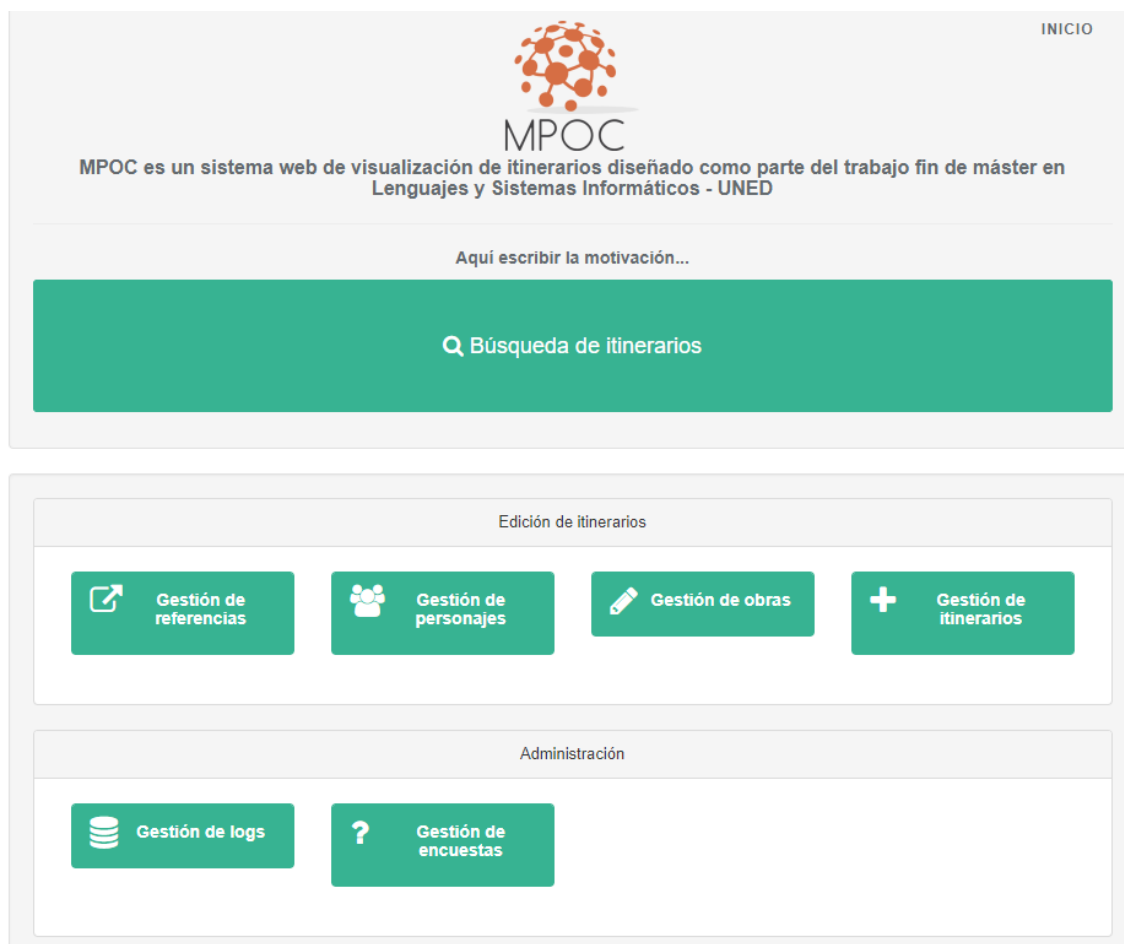 INICIO
MPOC
MPOC es un sistema web de visualización de itinerarios diseñado como parte del trabajo fin de máster en
Lenguajes y Sistemas Informáticos - UNED
Aquí escribir la motivación...
Búsqueda de itinerarios
Edición de itinerarios
Gestión de
referencias
Gestión de
personajes
Gestión de obras
Gestión de
itinerarios
Administración
Gestión de logs
Gestión de
encuestas